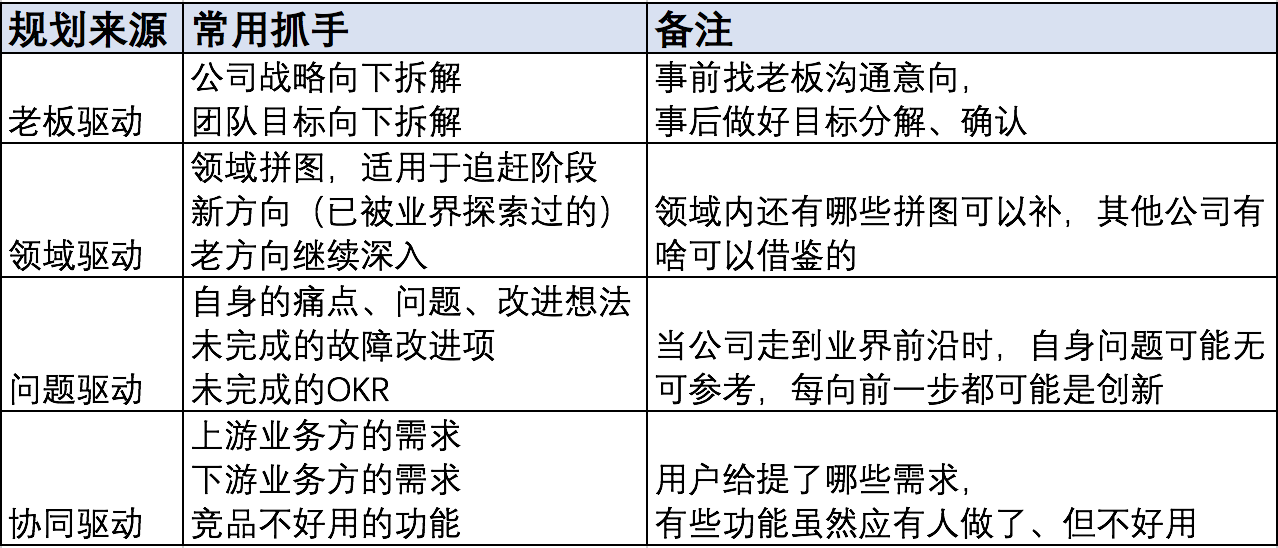 规划来源 常用抓手 备注
老板驱动
公司战略向下拆解
团队目标向下拆解
事前找老板沟通意向，
事后做好目标分解、确认
领域驱动
领域拼图，适用于追赶阶段
新方向（已被业界探索过的）
老方向继续深入
领域内还有哪些拼图可以补，其他公司有
啥可以借鉴的
问题驱动
自身的痛点、问题、改进想法
未完成的故障改进项
未完成的OKR
当公司走到业界前沿时，自身问题可能无
可参考，每向前一步都可能是创新
协同驱动
上游业务方的需求
下游业务方的需求
竞品不好用的功能
用户给提了哪些需求，
有些功能虽然应有人做了、但不好用